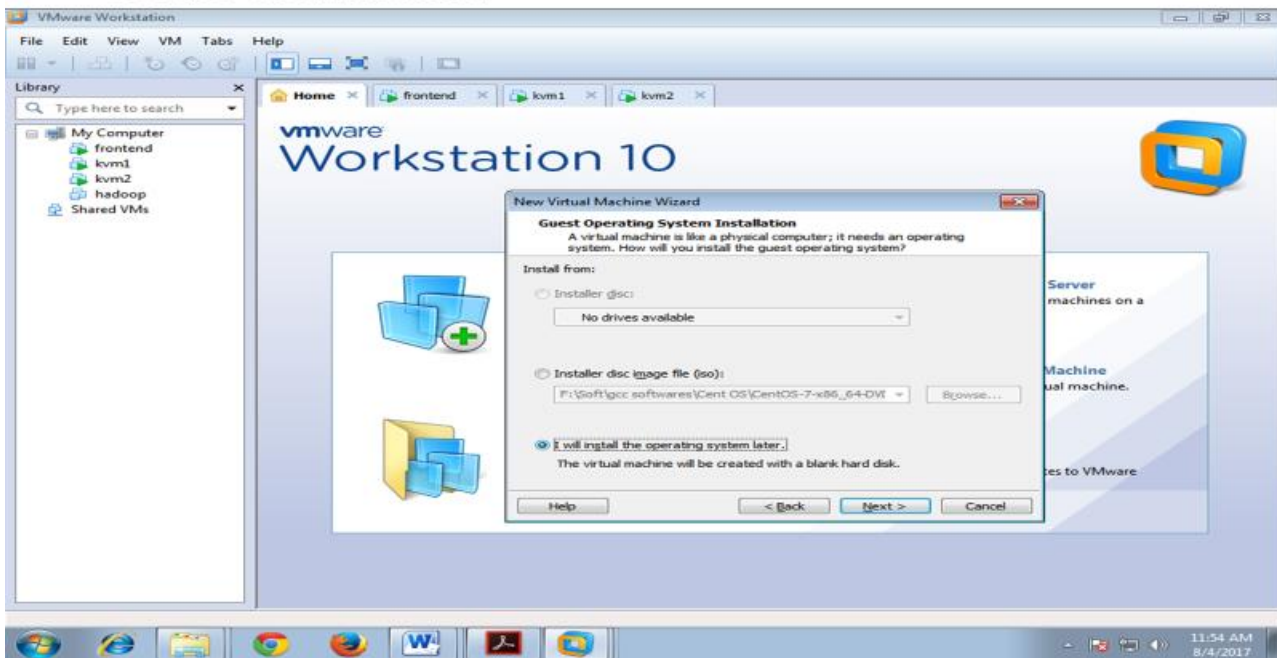 VMware Workstation
File Edit View VM Tabs Help
Library
Type here to search
My Computer
frontend
kvm1
kvm2
hadoop
Shared VMs
Home frontend kvm1 kvm2
vmware
Workstation 10
New Virtual Machine Wizard
Guest Operating System Installation
A virtual machine is like a physical computer; it needs an operating
system. How will you install the guest operating system?
Install from:
Installer disc:
No drives available
Installer disc image file (iso):
F:\Soft\gcc softwares\Cent OS\CentOS-7-x86_64-DVI
Browse...
I will install the operating system later.
The virtual machine will be created with a blank hard disk.
Help < Back Next > Cancel
Server
machines on a
Machine
ual machine.
tes to VMware
11:54 AM
8/4/2017